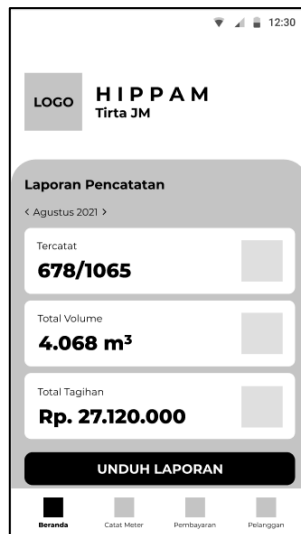 12:30
LOGO
H I P P A M
Tirta JM
Laporan Pencatatan
< Agustus 2021 >
Tercatat
678/1065
Total Volume
4.068 m³
Total Tagihan
Rp. 27.120.000
UNDUH LAPORAN
Beranda Catat Meter Pembayaran Pelanggan